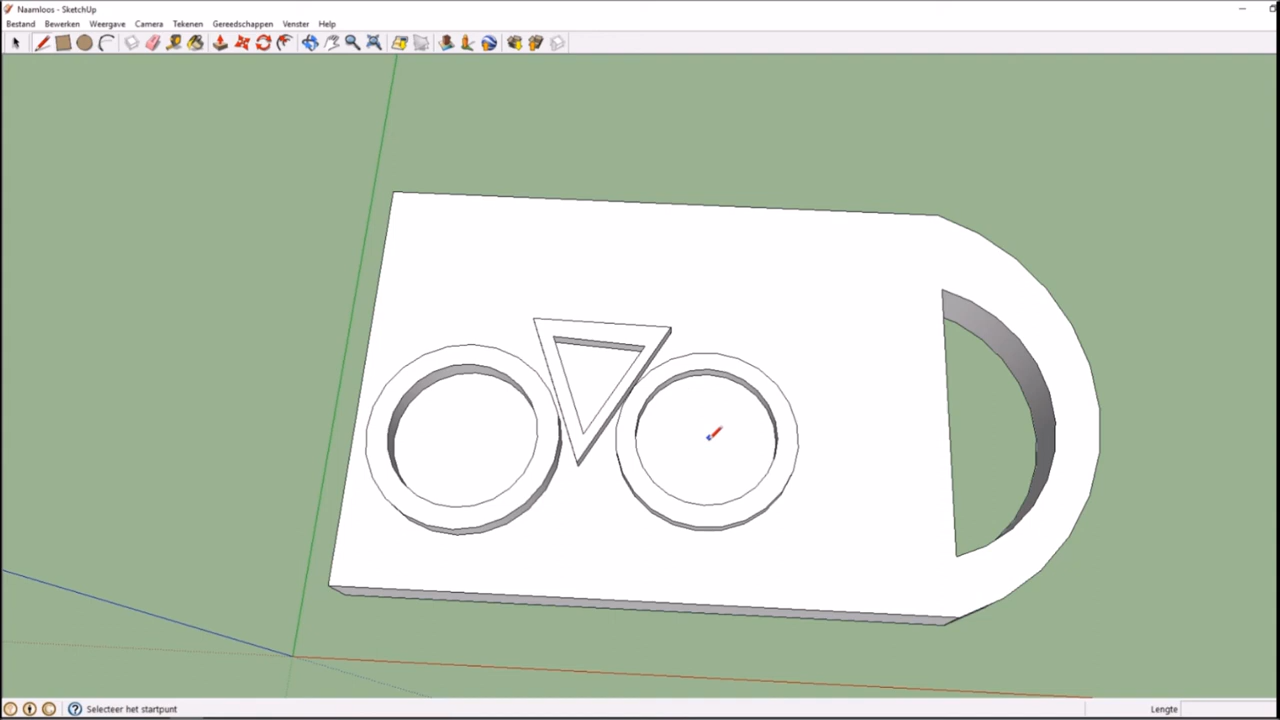 Naamloos - SketchUp
Bestand Bewerken Weergave Camera Tekenen Gereedschappen Venster Help
Selecteer het startpunt Lengte